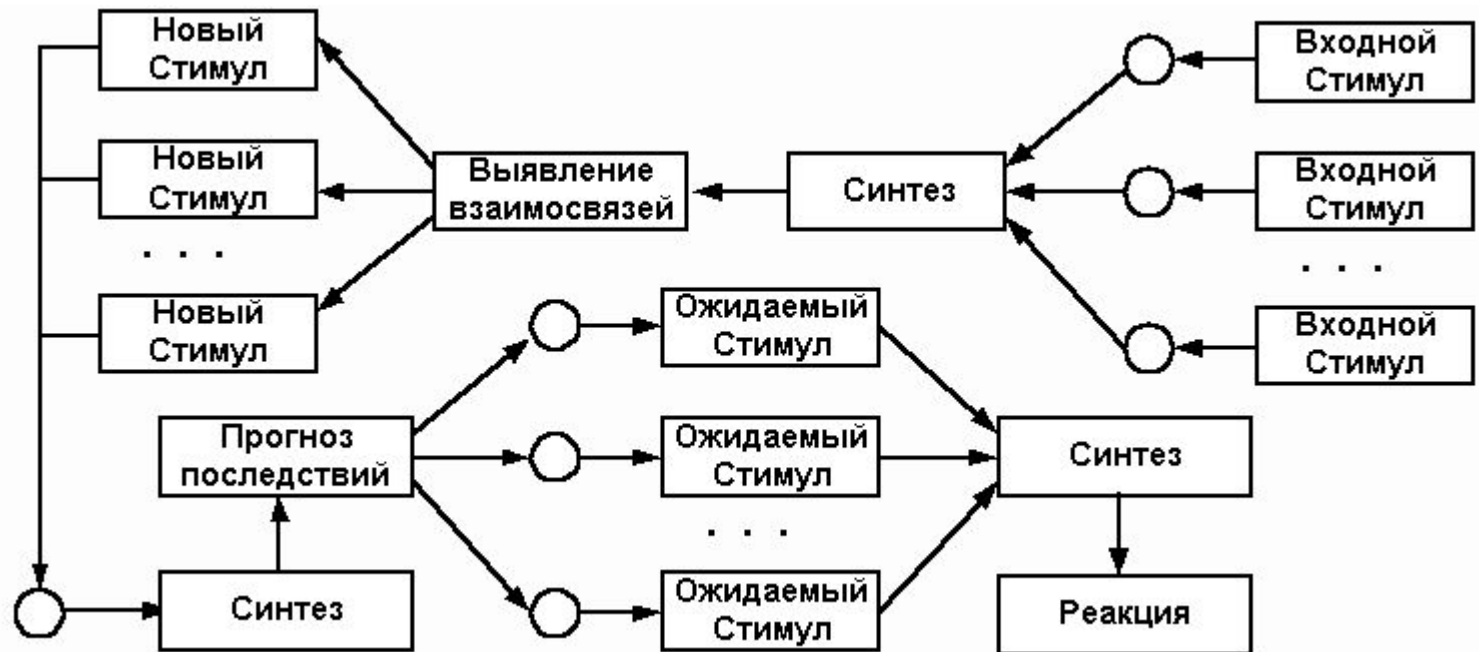 Новый
Стимул
Входной
Стимул
Новый
Стимул
Выявление
взаимосвязей
Синтез
Входной
Стимул
. . .
. . .
Новый
Стимул
Ожидаемый
Стимул
Входной
Стимул
Прогноз
последствий
Ожидаемый
Стимул
Синтез
. . .
Синтез
Ожидаемый
Стимул
Реакция